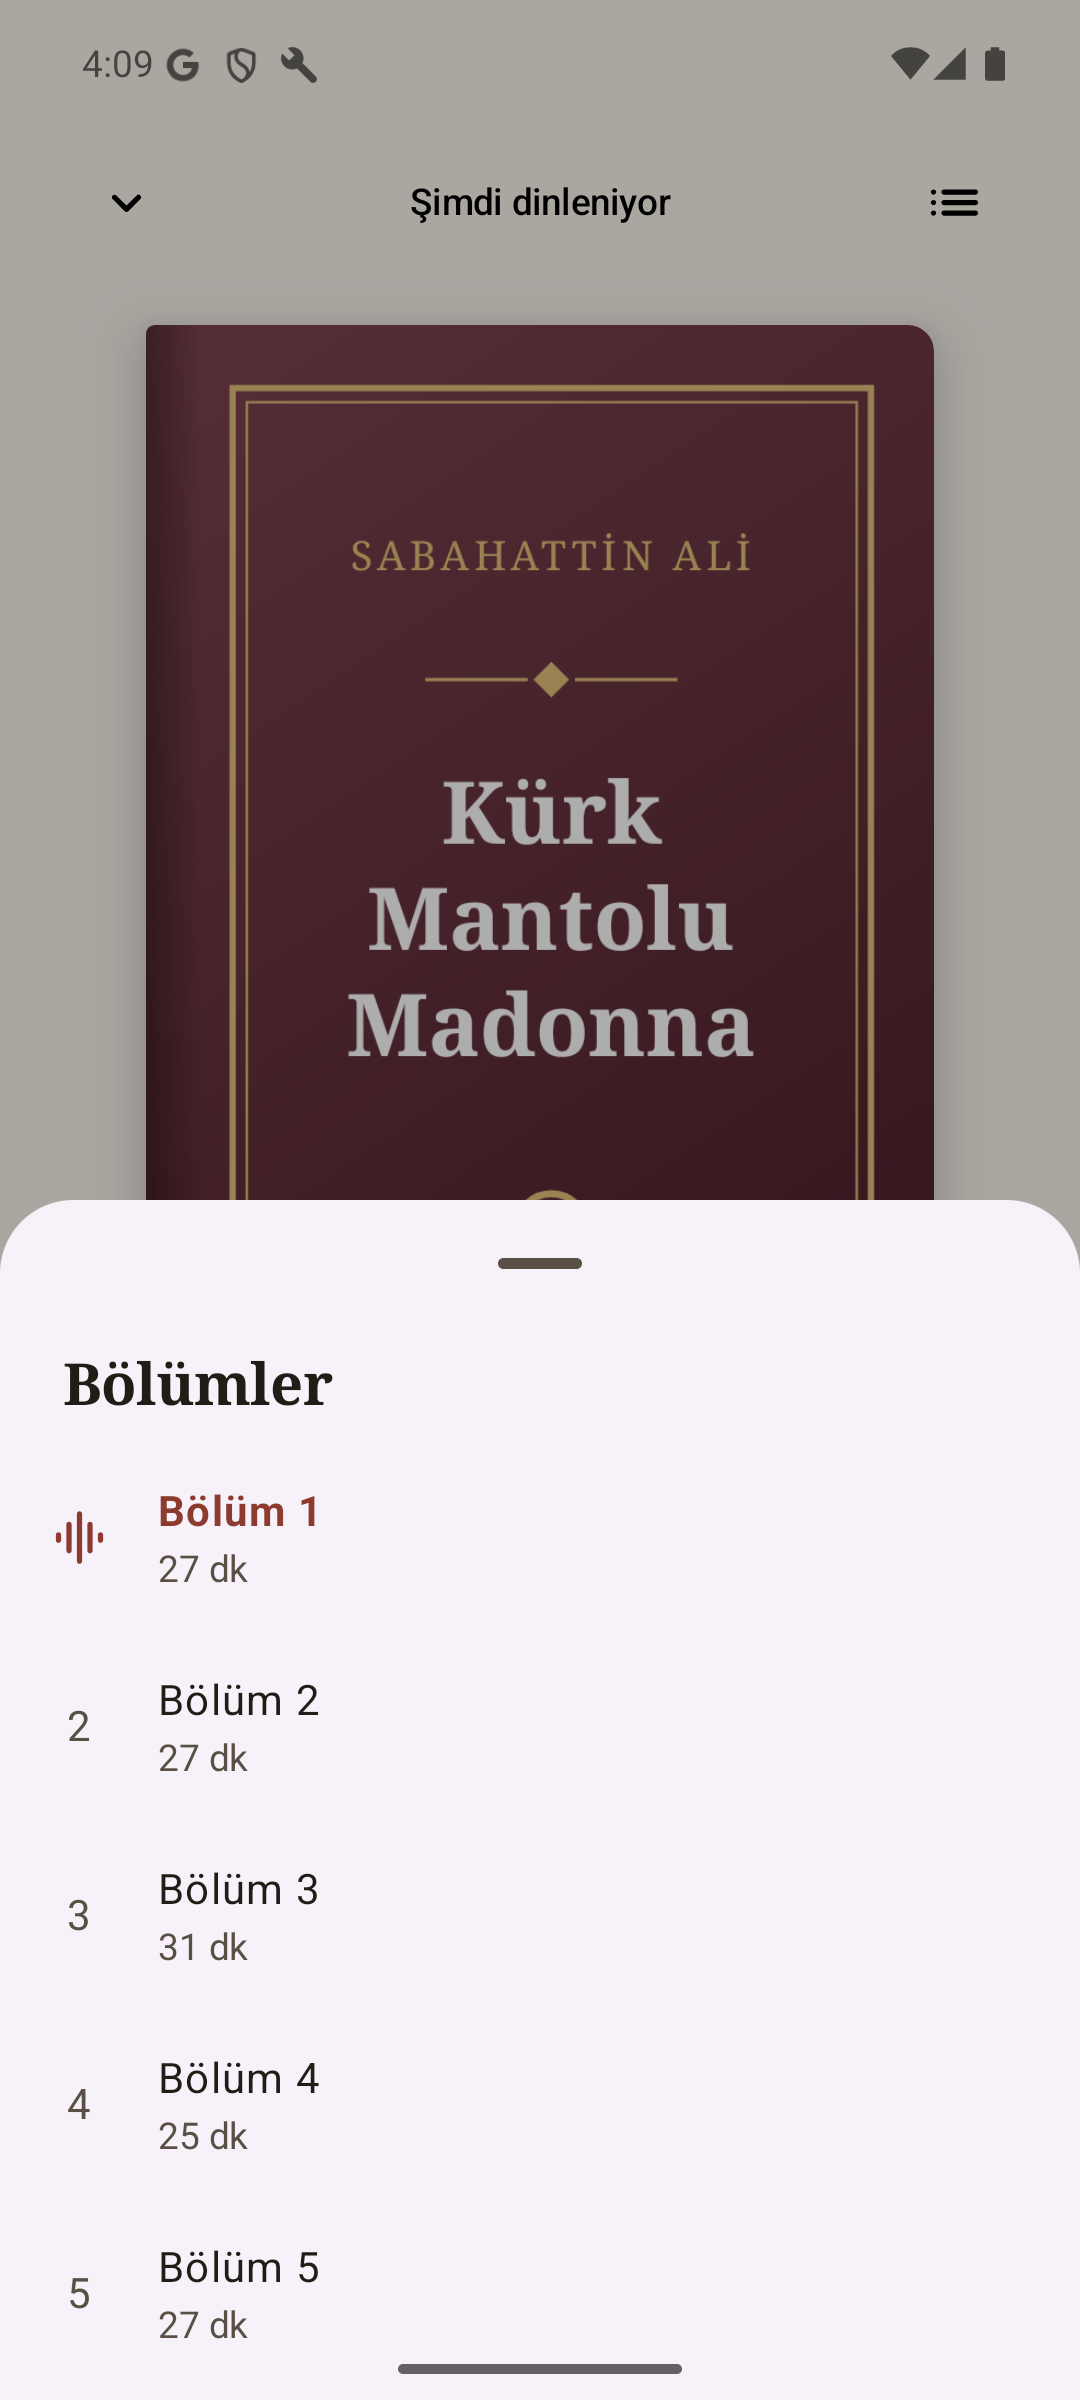 4:09
Şimdi dinleniyor
SABAHATTİN ALİ
Kürk
Mantolu
Madonna
Bölümler
Bölüm 1
27 dk
2
Bölüm 2
27 dk
3
Bölüm 3
31 dk
4
Bölüm 4
25 dk
5
Bölüm 5
27 dk